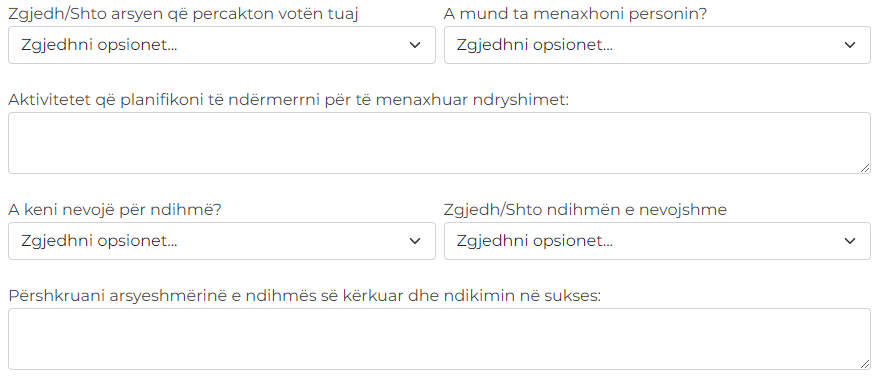 Zgjedh/Shto arsyen që percakton votën tuaj
A mund ta menaxhoni personin?
Zgjedhni opsionet...
Zgjedhni opsionet...
Aktivitetet që planifikoni të ndërmerrni për të menaxhuar ndryshimet:
A keni nevojë për ndihmë?
Zgjedh/Shto ndihmën e nevojshme
Zgjedhni opsionet...
Zgjedhni opsionet...
Përshkruani arsyeshmërinë e ndihmës së kërkuar dhe ndikimin në sukses: